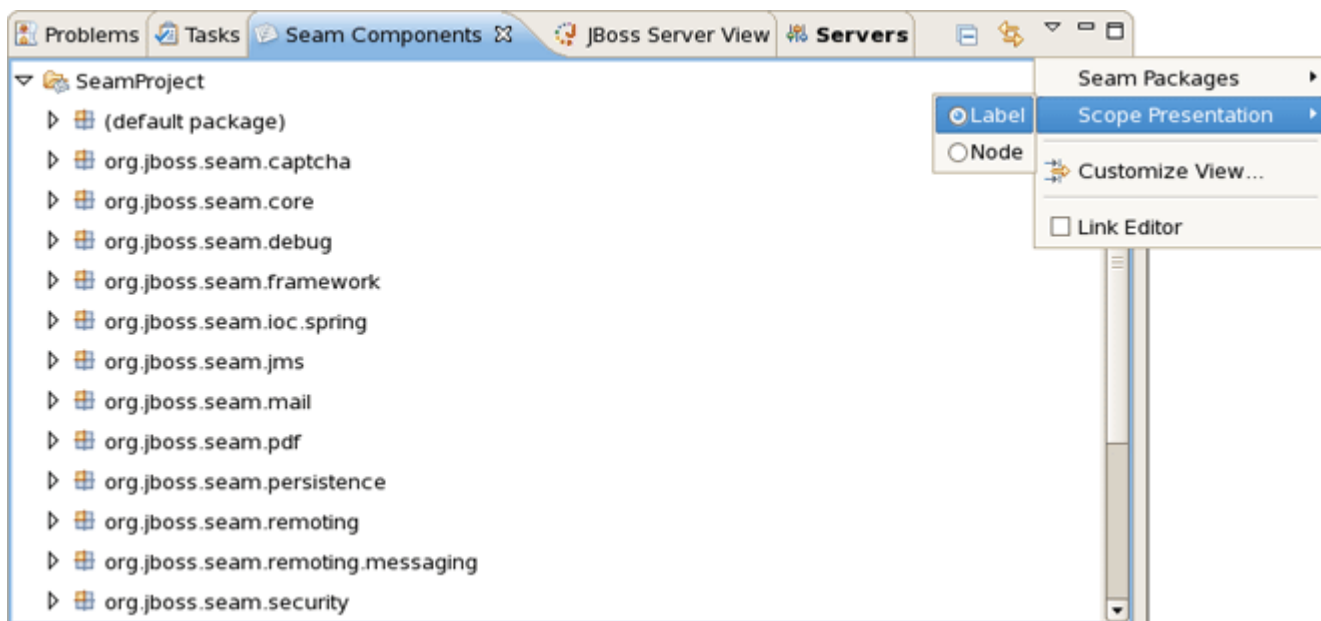 Problems Tasks Seam Components JBoss Server View Servers
SeamProject
(default package)
org.jboss.seam.captcha
org.jboss.seam.core
org.jboss.seam.debug
org.jboss.seam.framework
org.jboss.seam.ioc.spring
org.jboss.seam.jms
org.jboss.seam.mail
org.jboss.seam.pdf
org.jboss.seam.persistence
org.jboss.seam.remoting
org.jboss.seam.remoting.messaging
org.jboss.seam.security
Seam Packages
Scope Presentation
Label
Node
Customize View...
Link Editor